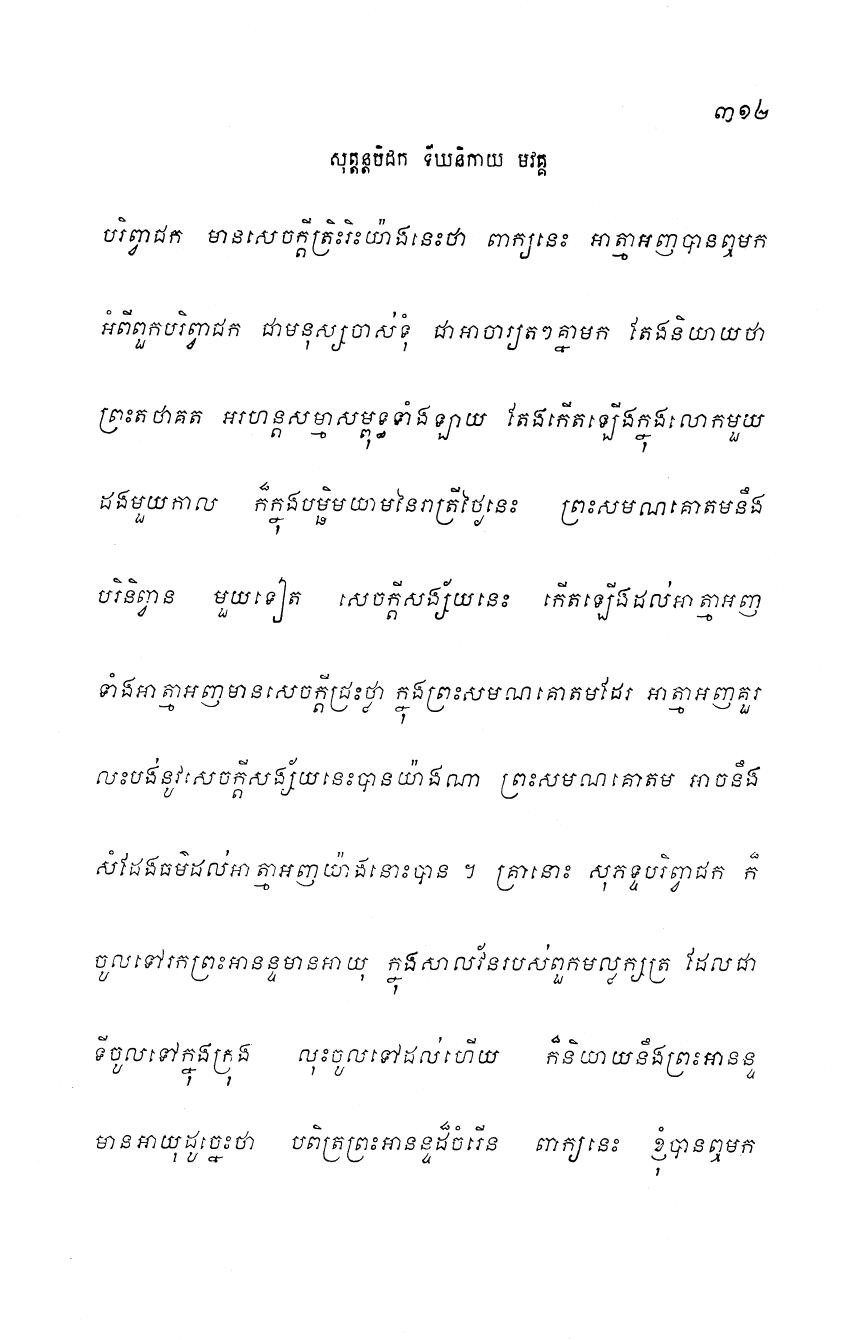 ៣១២
សុត្តន្តបិដក ទីឃនិកាយ មវគ្គ
បរិព្វាជក មានសេចក្តីត្រិះរិះយ៉ាងនេះថា ពាក្យនេះ អាត្មាអញបានឮមក
អំពីពួកបរិព្វាជក ជាមនុស្សចាស់ទុំ ជាអាចារ្យតៗគ្នាមក តែងនិយាយថា
ព្រះតថាគត អរហន្តសម្មាសម្ពុទ្ធទាំងឡាយ តែងកើតឡើងក្នុងលោកមួយ
ដងមួយកាល ក៏ក្នុងបច្ឆិមយាមនៃរាត្រីថ្ងៃនេះ ព្រះសមណគោតមនឹង
បរិនិព្វាន មួយទៀត សេចក្តីសង្ស័យនេះ កើតឡើងដល់អាត្មាអញ
ទាំងអាត្មាអញមានសេចក្តីជ្រះថ្លា ក្នុងព្រះសមណគោតមដែរ អាត្មាអញគួរ
លះបង់នូវសេចក្តីសង្ស័យនេះបានយ៉ាងណា ព្រះសមណគោតម អាចនឹង
សំដែងធម៌ដល់អាត្មាអញយ៉ាងនោះបាន ។ គ្រានោះ សុភទ្ទបរិព្វាជក ក៏
ចូលទៅរកព្រះអានន្ទមានអាយុ ក្នុងសាលវ័នរបស់ពួកមល្លក្សត្រ ដែលជា
ទីចូលទៅក្នុងក្រុង លុះចូលទៅដល់ហើយ ក៏និយាយនឹងព្រះអានន្ទ
មានអាយុដូច្នេះថា បពិត្រព្រះអានន្ទដ៏ចំរើន ពាក្យនេះ ខ្ញុំបានឮមក